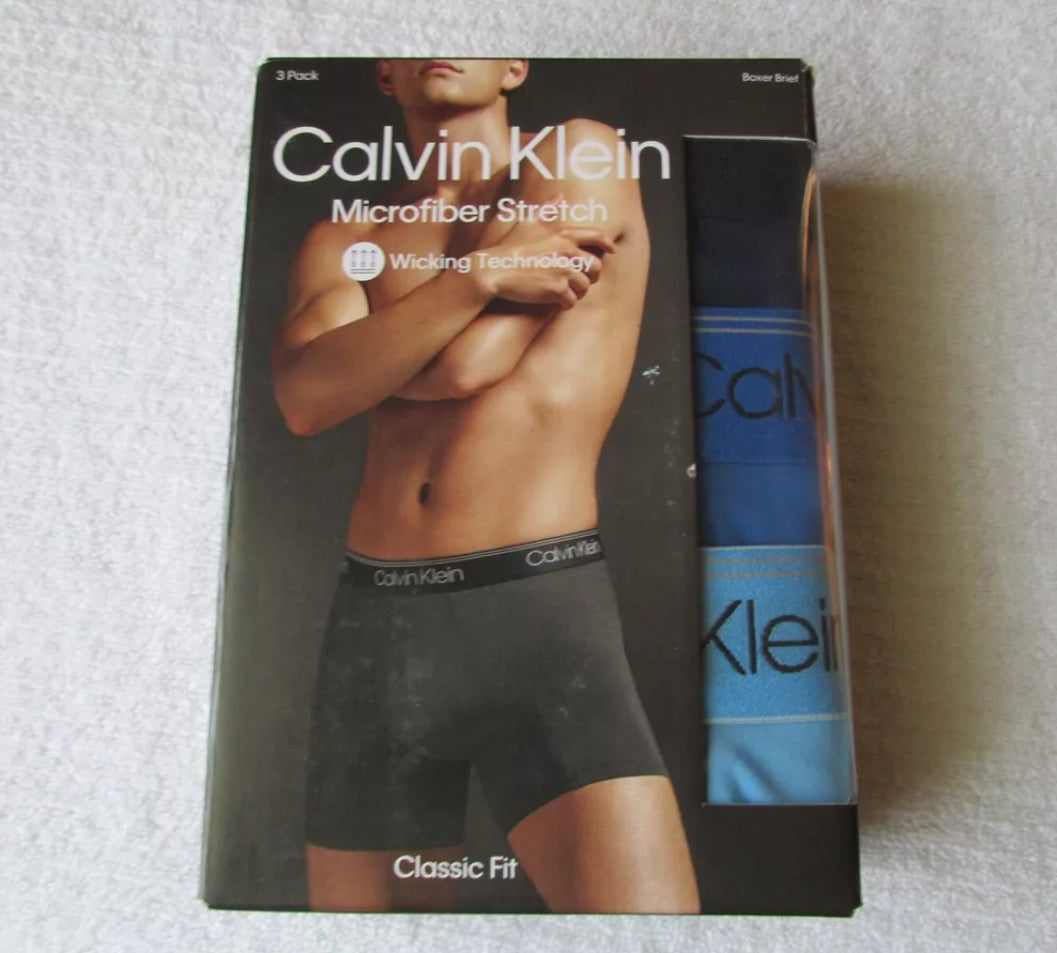 3 Pack
Boxer Brief
Calvin Klein
Microfiber Stretch
Wicking Technology
Calv
Calvin Klein
Calvin Klein
Klein
Classic Fit